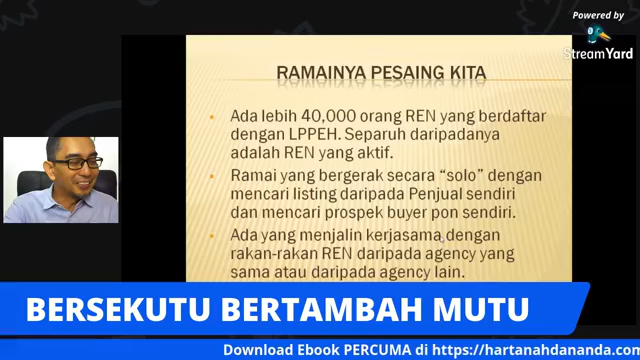 Powered by
StreamYard
RAMAINYA PESAING KITA
• Ada lebih 40,000 orang REN yang berdaftar
dengan LPPEH. Separuh daripadanya
adalah REN yang aktif.
• Ramai yang bergerak secara “solo” dengan
mencari listing daripada Penjual sendiri
dan mencari prospek buyer pon sendiri.
• Ada yang menjalin kerjasama dengan
rakan-rakan REN daripada agency yang
sama atau daripada agency lain.
BERSEKUTU BERTAMBAH MUTU
Download Ebook PERCUMA di https://hartanahdananda.com